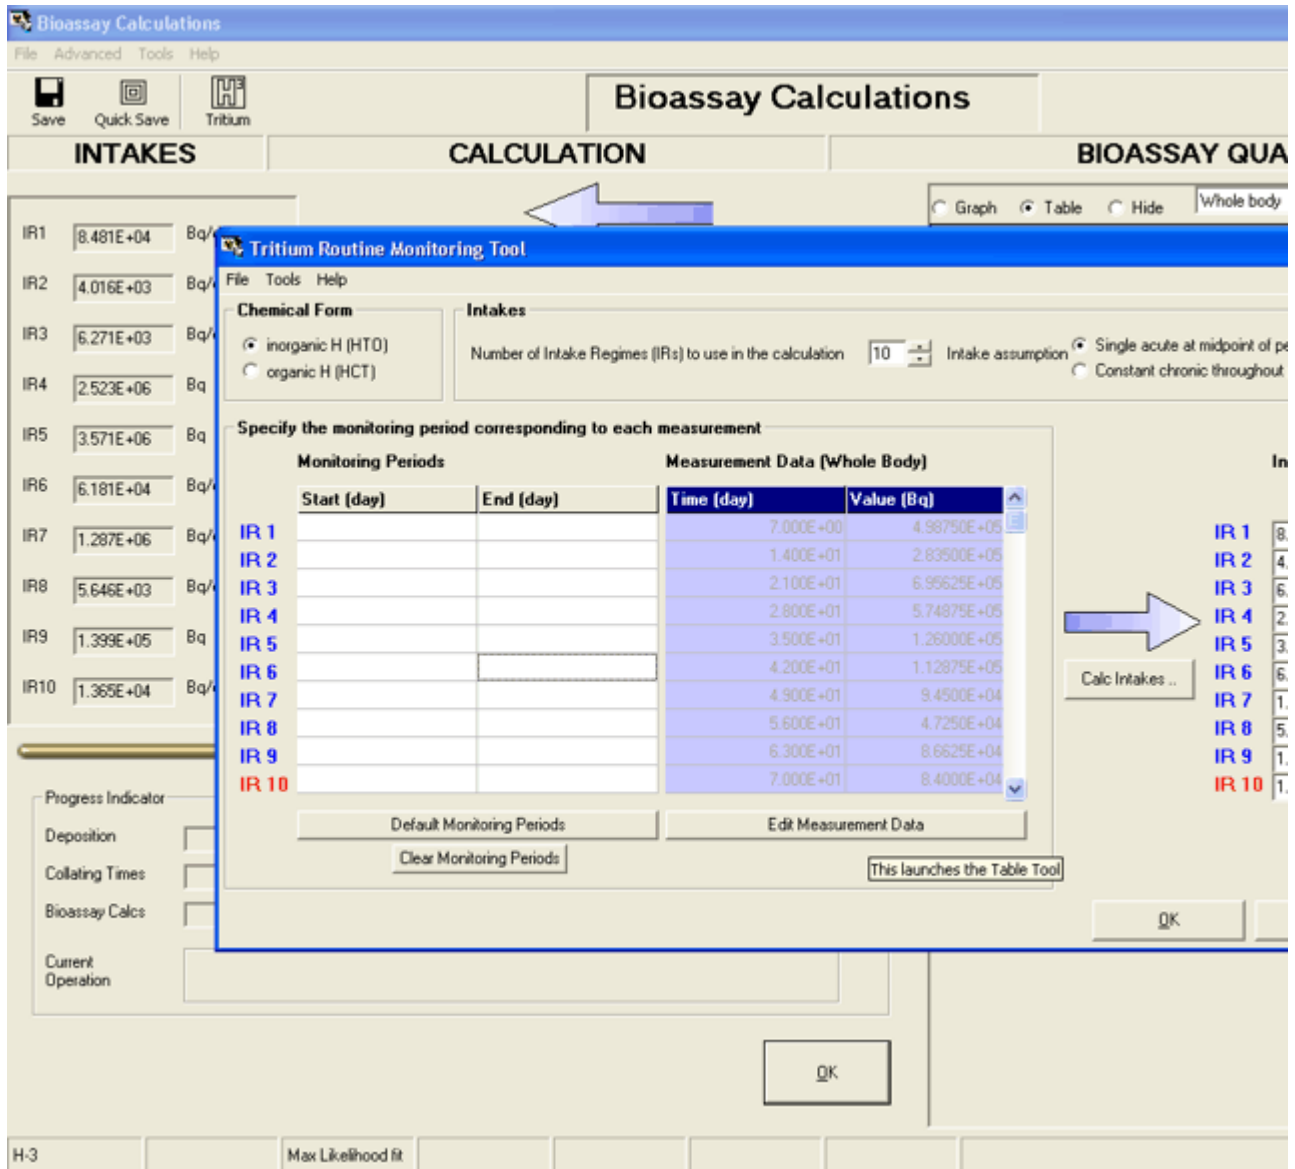 Bioassay Calculations
File Advanced Tools Help
Save Quick Save Tritium
Bioassay Calculations
INTAKES CALCULATION BIOASSAY QUA
Graph Table Hide Whole body
IR1 8.481E+04 Bq/
IR2 4.016E+03 Bq/
IR3 6.271E+03 Bq/
IR4 2.523E+06 Bq
IR5 3.571E+06 Bq
IR6 6.181E+04 Bq/
IR7 1.287E+06 Bq/
IR8 5.646E+03 Bq/
IR9 1.399E+05 Bq
IR10 1.365E+04 Bq/
Tritium Routine Monitoring Tool
File Tools Help
Chemical Form
inorganic H (HTO)
organic H (HCT)
Intakes
Number of Intake Regimes (IRs) to use in the calculation 10 Intake assumption
Single acute at midpoint of pe
Constant chronic throughout
Specify the monitoring period corresponding to each measurement
Monitoring Periods Measurement Data (Whole Body) In
Start (day) End (day) Time (day) Value (Bq)
IR 1 7.000E+00 4.98750E+05 IR 1 8.
IR 2 1.400E+01 2.83500E+05 IR 2 4.
IR 3 2.100E+01 6.95625E+05 IR 3 6.
IR 4 2.800E+01 5.74875E+05 IR 4 2.
IR 5 3.500E+01 1.26000E+05 IR 5 3.
IR 6 4.200E+01 1.12875E+05 IR 6 6.
IR 7 4.900E+01 9.4500E+04 IR 7 1.
IR 8 5.600E+01 4.7250E+04 IR 8 5.
IR 9 6.300E+01 8.6625E+04 IR 9 1.
IR 10 7.000E+01 8.4000E+04 IR 10 1.
Calc Intakes ..
Default Monitoring Periods Edit Measurement Data
Clear Monitoring Periods
This launches the Table Tool
OK
Progress Indicator
Deposition
Collating Times
Bioassay Calcs
Current
Operation
OK
H-3 Max Likelihood fit